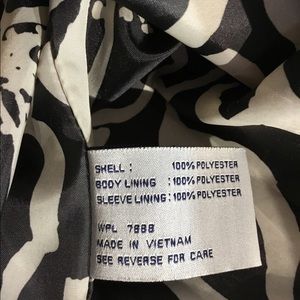 SHELL : 100% POLYESTER
BODY LINING : 100% POLYESTER
SLEEVE LINING : 100% POLYESTER
WPL 7888
MADE IN VIETNAM
SEE REVERSE FOR CARE